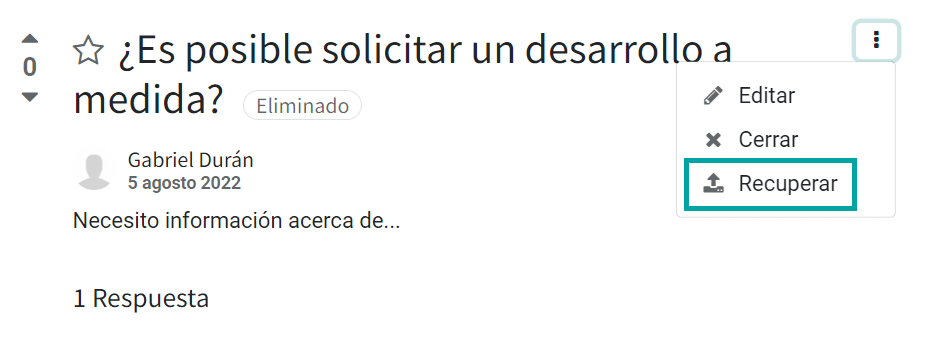 0
¿Es posible solicitar un desarrollo a
medida? Eliminado
Gabriel Durán
5 agosto 2022
Necesito información acerca de...
1 Respuesta
Editar
Cerrar
Recuperar